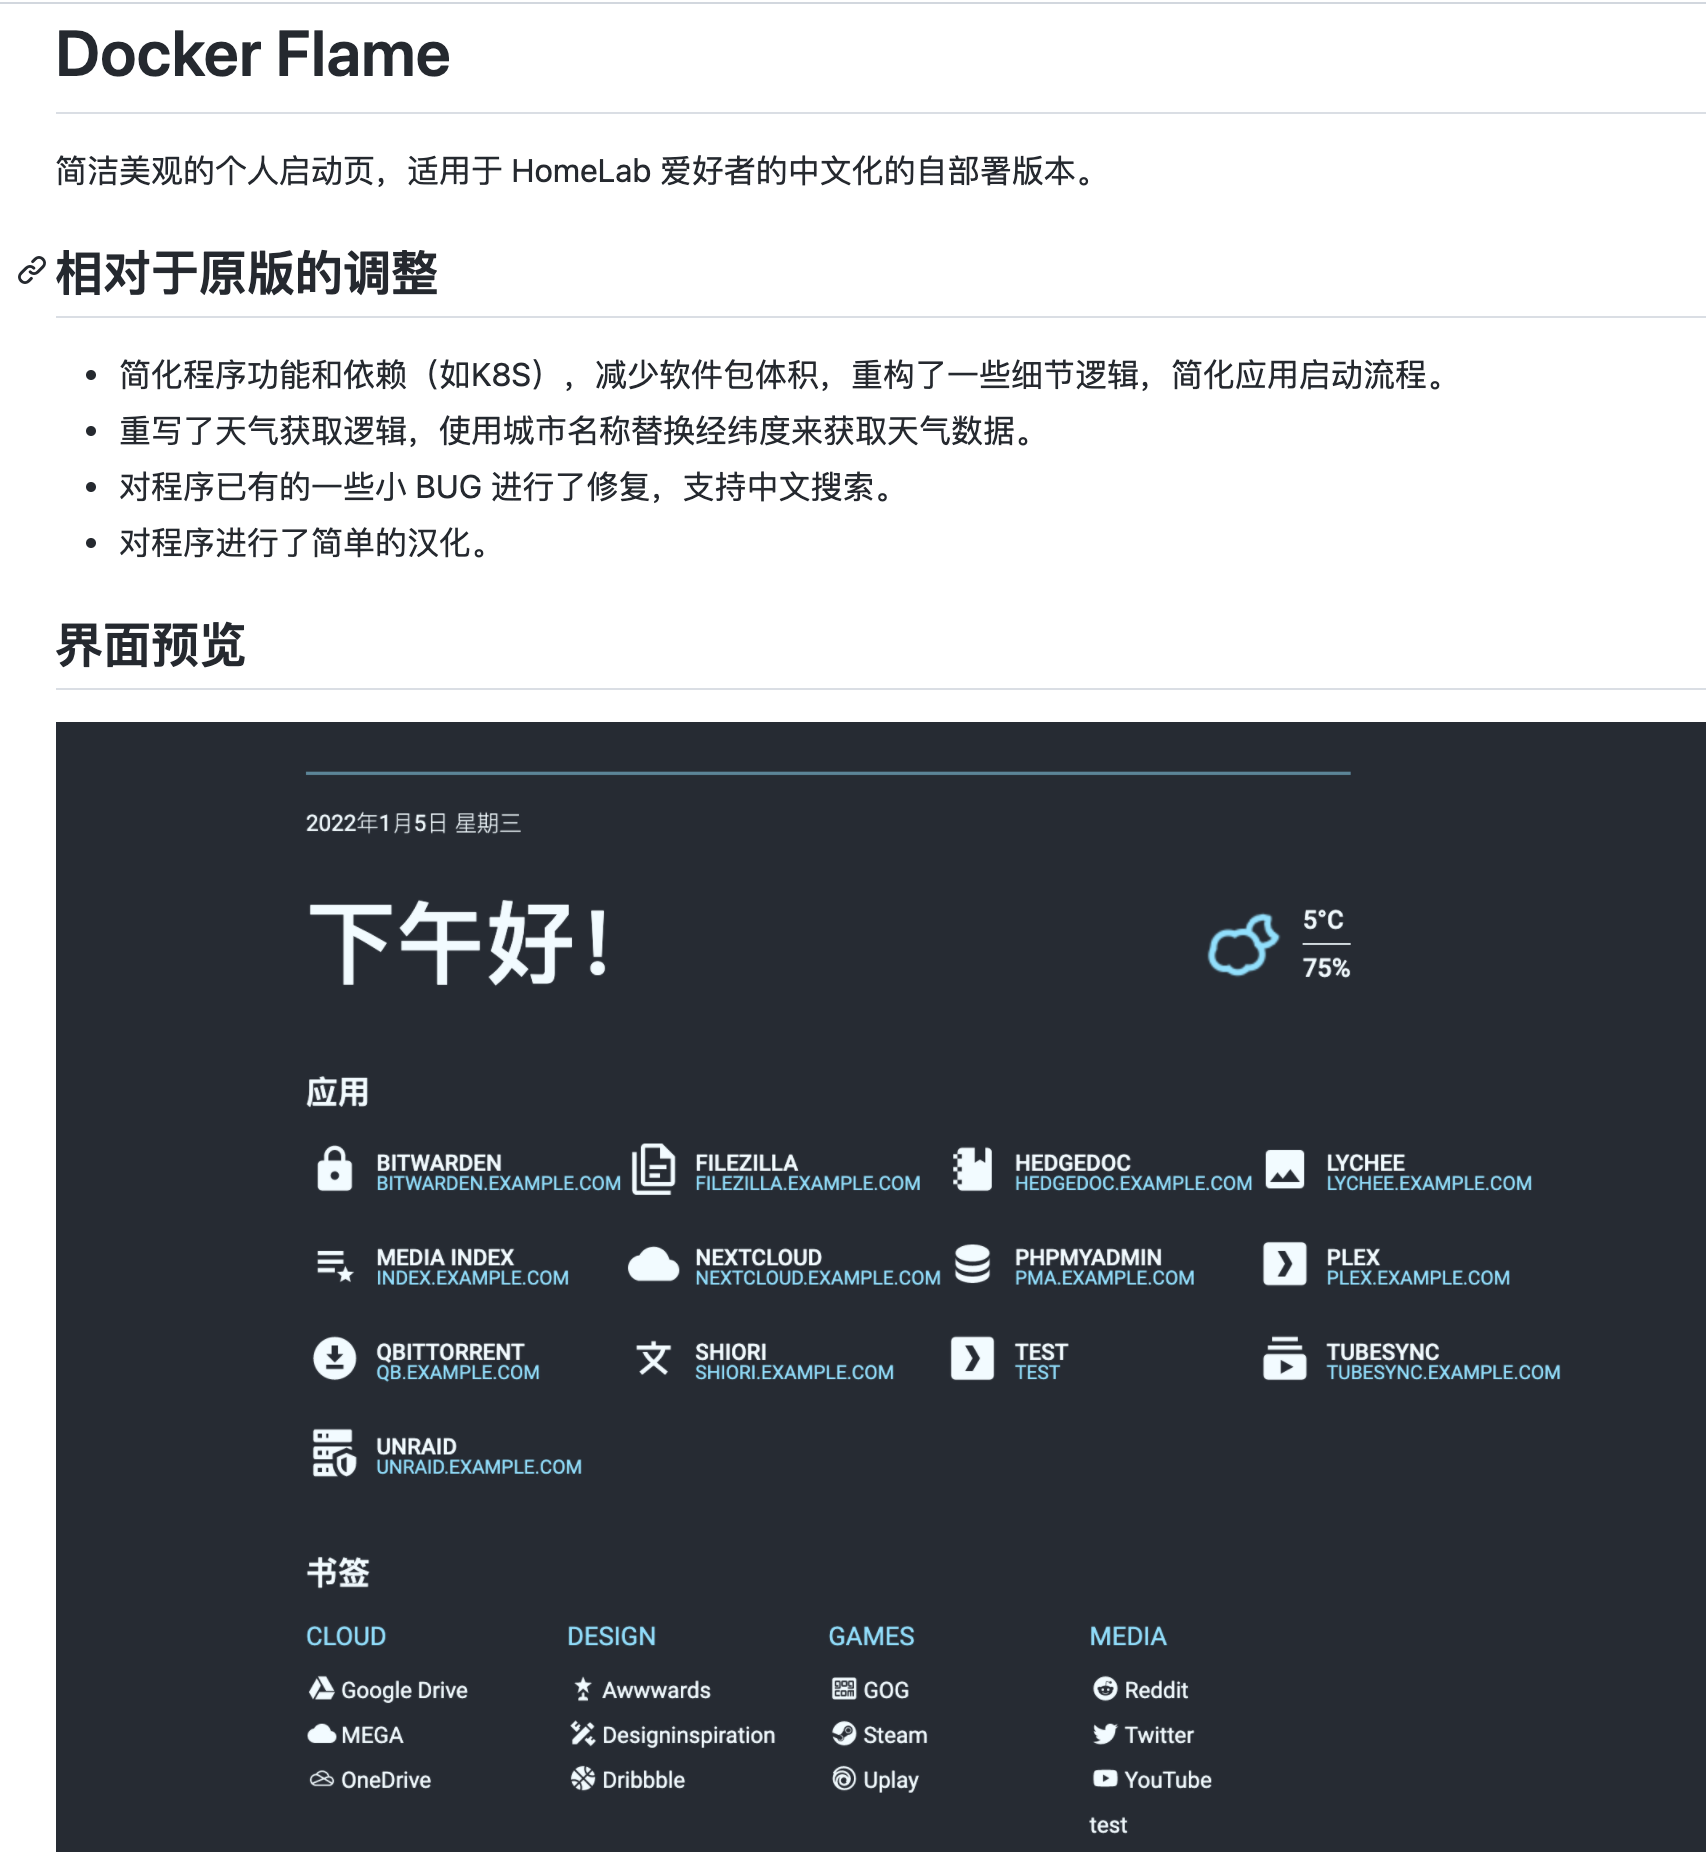 Docker Flame
简洁美观的个人启动页，适用于 HomeLab 爱好者的中文化的自部署版本。
相对于原版的调整
• 简化程序功能和依赖（如K8S），减少软件包体积，重构了一些细节逻辑，简化应用启动流程。
• 重写了天气获取逻辑，使用城市名称替换经纬度来获取天气数据。
• 对程序已有的一些小 BUG 进行了修复，支持中文搜索。
• 对程序进行了简单的汉化。
界面预览
2022年1月5日 星期三
下午好！
5°C
75%
应用
BITWARDEN
BITWARDEN.EXAMPLE.COM
FILEZILLA
FILEZILLA.EXAMPLE.COM
HEDGEDOC
HEDGEDOC.EXAMPLE.COM
LYCHEE
LYCHEE.EXAMPLE.COM
MEDIA INDEX
INDEX.EXAMPLE.COM
NEXTCLOUD
NEXTCLOUD.EXAMPLE.COM
PHPMYADMIN
PMA.EXAMPLE.COM
PLEX
PLEX.EXAMPLE.COM
QBITTORRENT
QB.EXAMPLE.COM
SHIORI
SHIORI.EXAMPLE.COM
TEST
TEST
TUBESYNC
TUBESYNC.EXAMPLE.COM
UNRAID
UNRAID.EXAMPLE.COM
书签
CLOUD
Google Drive
MEGA
OneDrive
DESIGN
Awwwards
Designinspiration
Dribbble
GAMES
GOG
Steam
Uplay
MEDIA
Reddit
Twitter
YouTube
test